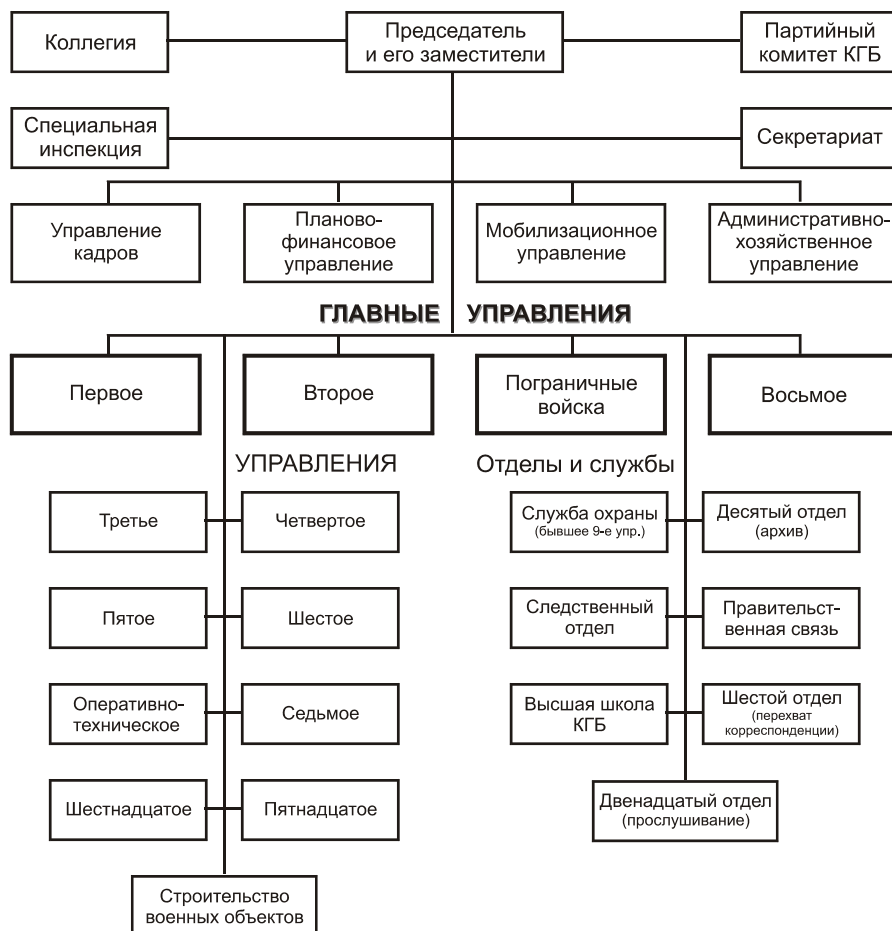 Коллегия
Председатель
и его заместители
Партийный
комитет КГБ
Специальная
инспекция
Секретариат
Управление
кадров
Планово-
финансовое
управление
Мобилизационное
управление
Административно-
хозяйственное
управление
ГЛАВНЫЕ УПРАВЛЕНИЯ
Первое
Второе
Пограничные
войска
Восьмое
УПРАВЛЕНИЯ
Третье
Четвертое
Пятое
Шестое
Оперативно-
техническое
Седьмое
Шестнадцатое
Пятнадцатое
Строительство
военных объектов
Отделы и службы
Служба охраны
(бывшее 9-е упр.)
Десятый отдел
(архив)
Следственный
отдел
Правительст-
венная связь
Высшая школа
КГБ
Шестой отдел
(перехват
корреспонденции)
Двенадцатый отдел
(прослушивание)